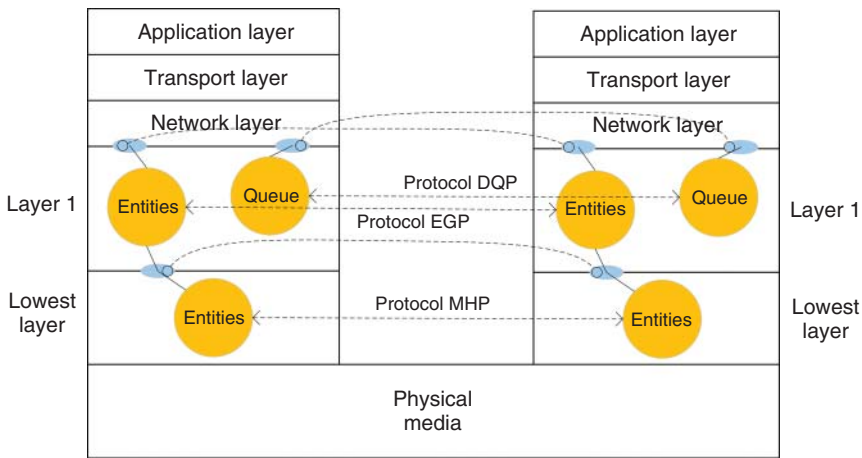 Application layer
Application layer
Transport layer
Transport layer
Network layer
Network layer
Layer 1
Entities
Queue
Protocol DQP
Entities
Queue
Layer 1
Protocol EGP
Lowest
layer
Entities
Protocol MHP
Entities
Lowest
layer
Physical
media